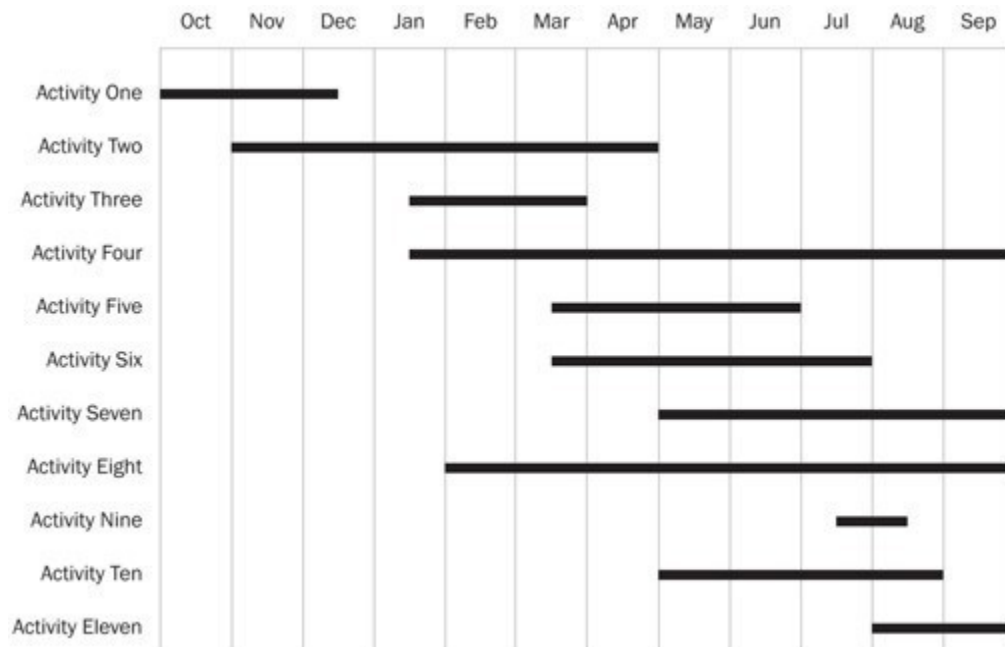 Oct Nov Dec Jan Feb Mar Apr May Jun Jul Aug Sep
Activity One
Activity Two
Activity Three
Activity Four
Activity Five
Activity Six
Activity Seven
Activity Eight
Activity Nine
Activity Ten
Activity Eleven